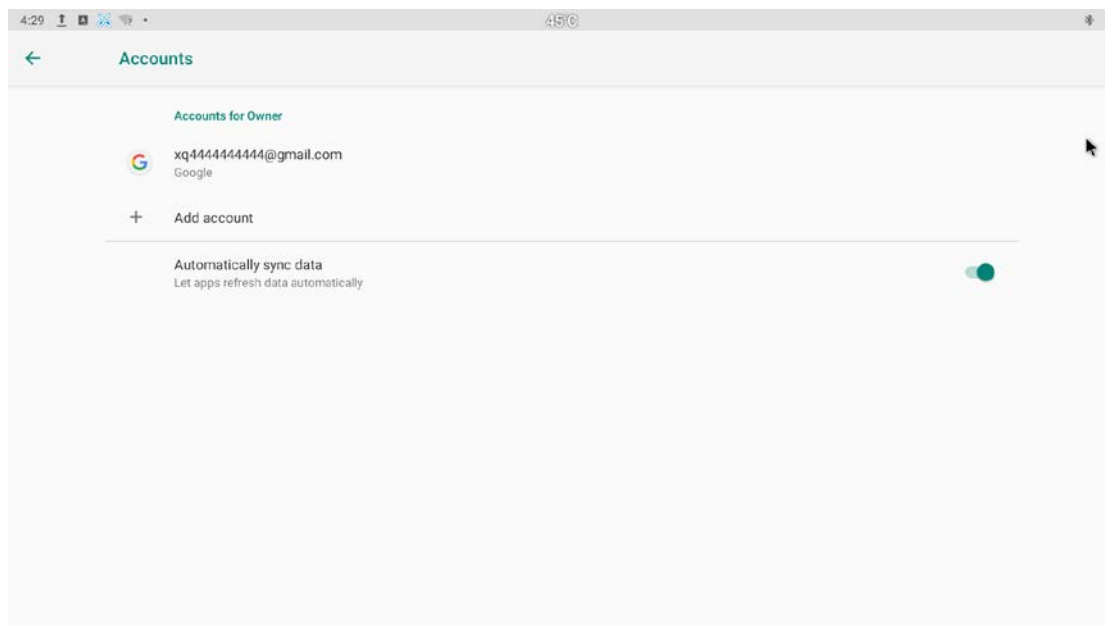 4:29
45°C
Accounts
Accounts for Owner
xq4444444444@gmail.com
Google
Add account
Automatically sync data
Let apps refresh data automatically